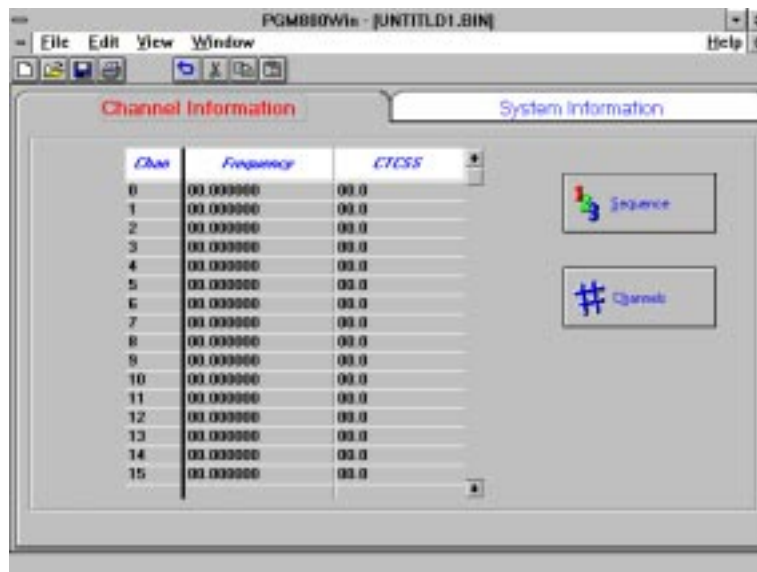 PGM880Win - [UNTITLD1.BIN]
File Edit View Window Help
Channel Information System Information
Chan Frequency CTCSS
0 00.000000 00.0
1 00.000000 00.0
2 00.000000 00.0
3 00.000000 00.0
4 00.000000 00.0
5 00.000000 00.0
6 00.000000 00.0
7 00.000000 00.0
8 00.000000 00.0
9 00.000000 00.0
10 00.000000 00.0
11 00.000000 00.0
12 00.000000 00.0
13 00.000000 00.0
14 00.000000 00.0
15 00.000000 00.0
123 Sequence
# Channels